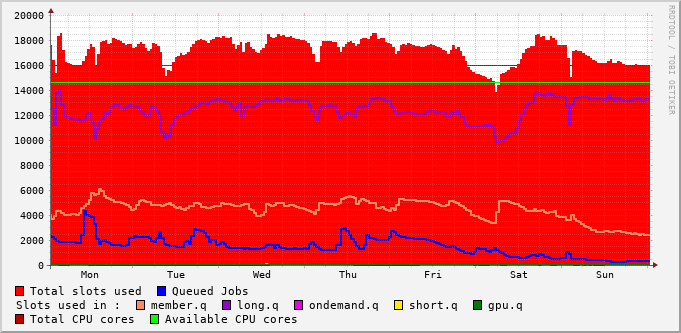 20000
18000
16000
14000
12000
10000
8000
6000
4000
2000
0
Mon Tue Wed Thu Fri Sat Sun
RRDTOOL / TOBI OETIKER
Total slots used Queued Jobs
Slots used in : member.q long.q ondemand.q short.q gpu.q
Total CPU cores Available CPU cores